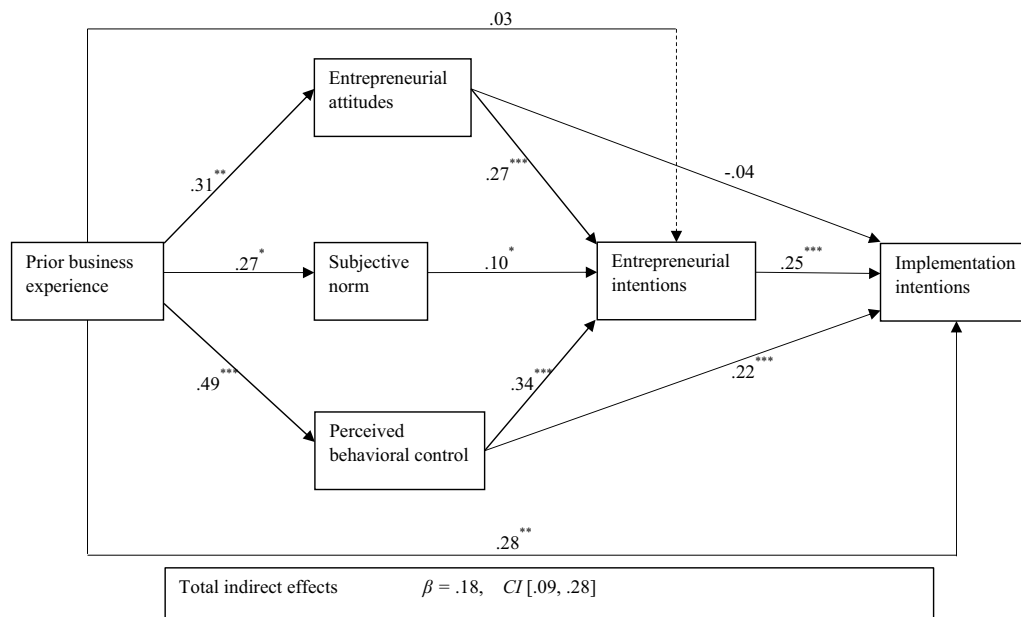 .03
Entrepreneurial
attitudes
.31**
.27***
-.04
Prior business
experience
.27*
Subjective
norm
.10*
Entrepreneurial
intentions
.25***
Implementation
intentions
.49***
.34***
.22***
Perceived
behavioral control
.28**
Total indirect effects β = .18, CI [.09, .28]